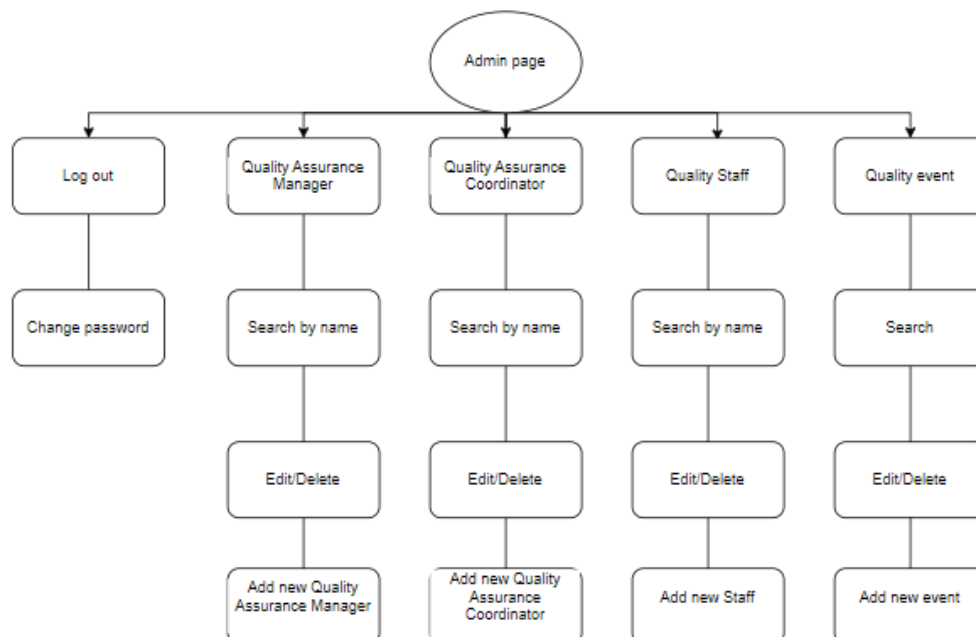 Admin page
Log out
Quality Assurance
Manager
Quality Assurance
Coordinator
Quality Staff
Quality event
Change password
Search by name
Search by name
Search by name
Search
Edit/Delete
Edit/Delete
Edit/Delete
Edit/Delete
Add new Quality
Assurance Manager
Add new Quality
Assurance
Coordinator
Add new Staff
Add new event